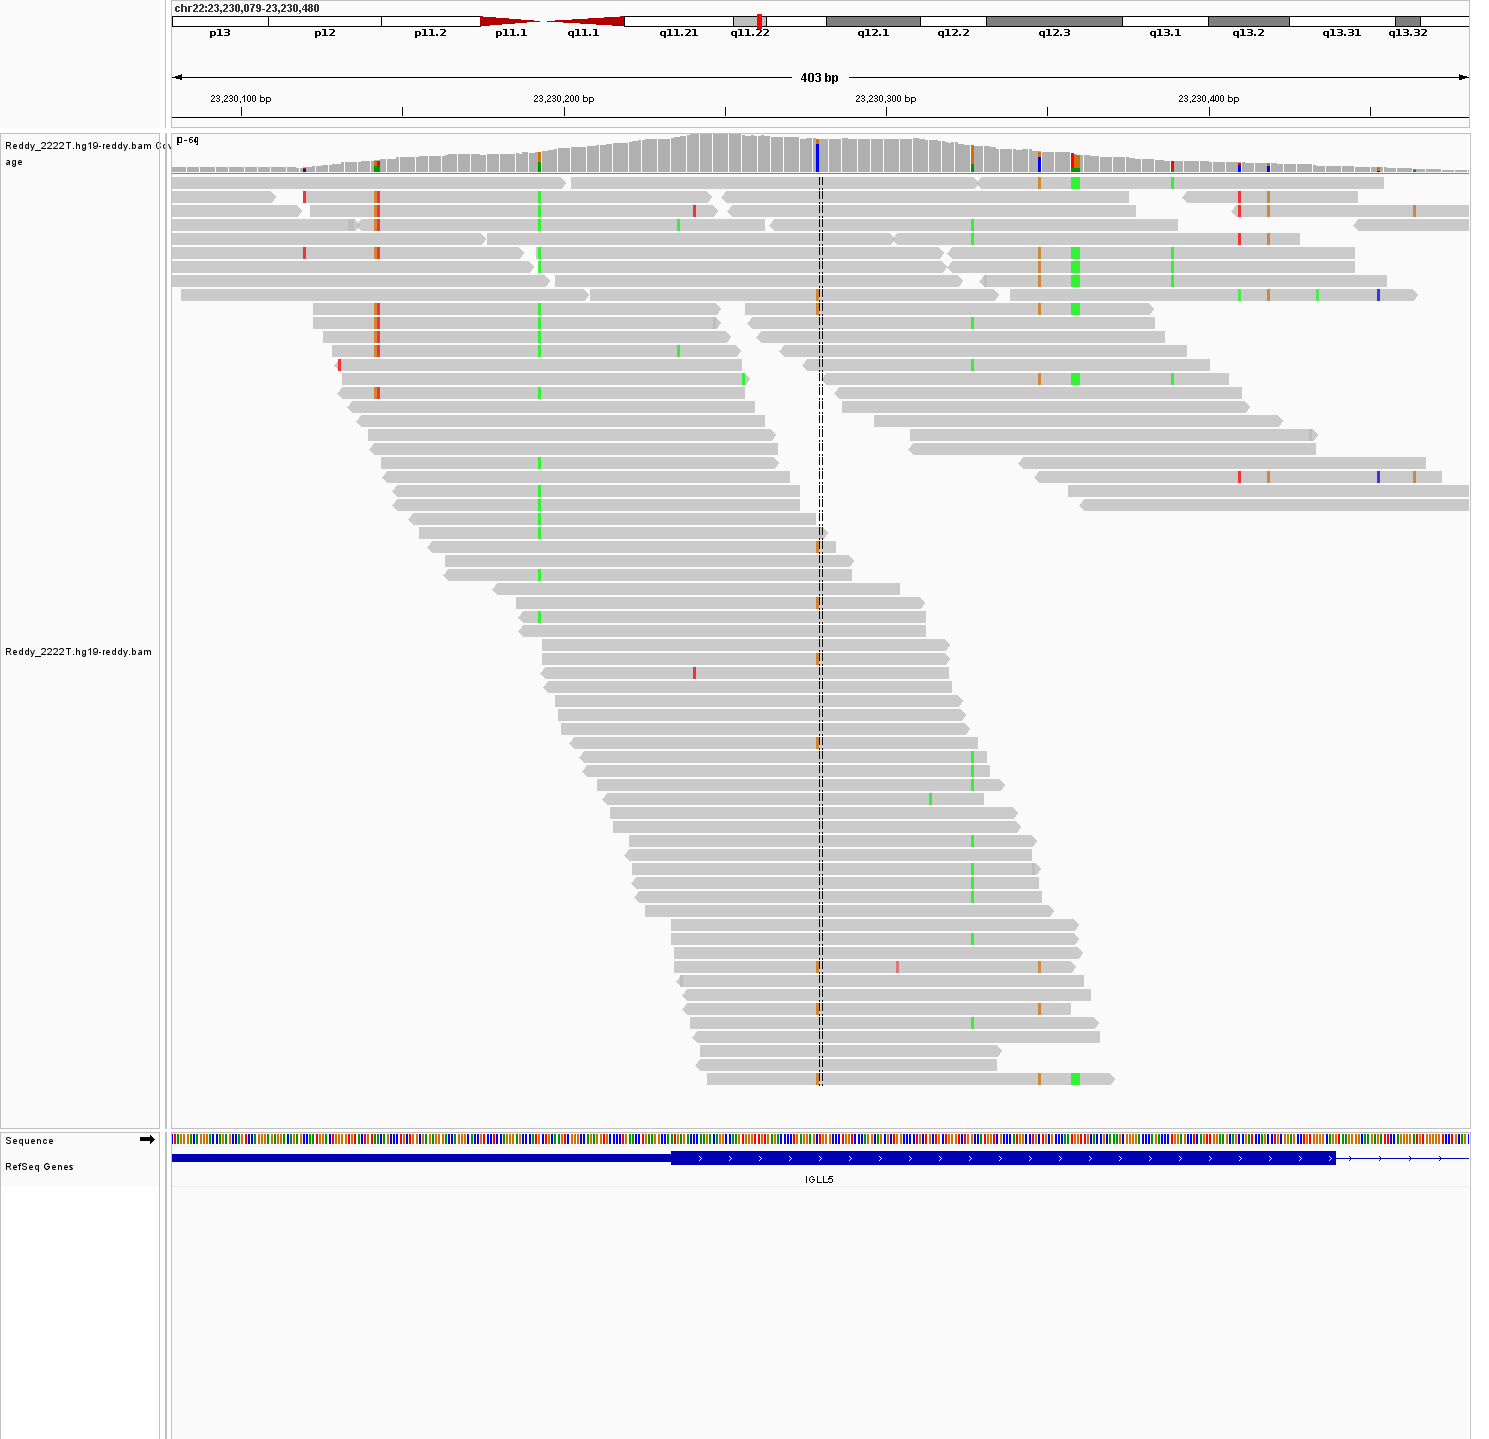 chr22:23,230,079-23,230,480
p13 p12 p11.2 p11.1 q11.1 q11.21 q11.22 q12.1 q12.2 q12.3 q13.1 q13.2 q13.31 q13.32
403 bp
23,230,100 bp 23,230,200 bp 23,230,300 bp 23,230,400 bp
Reddy_2222T.hg19-reddy.bam Cov
age
[0-64]
Reddy_2222T.hg19-reddy.bam
Sequence
RefSeq Genes
IGLL5